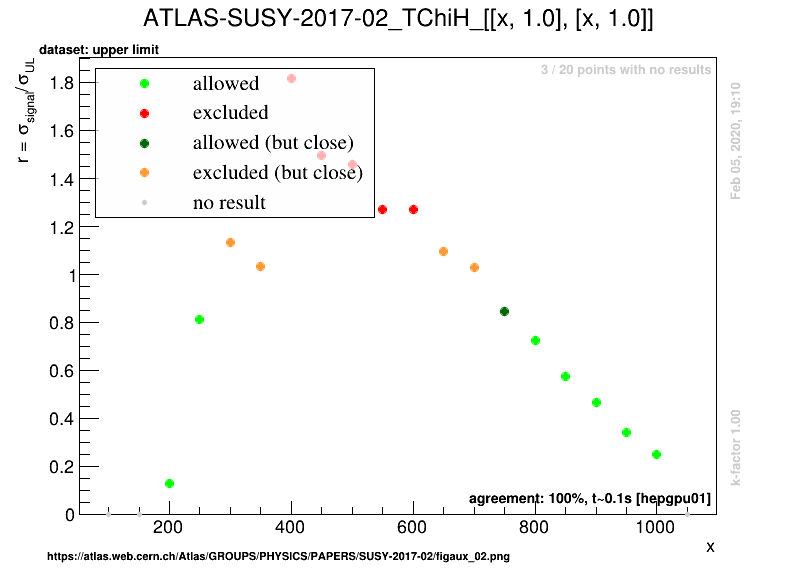 ATLAS-SUSY-2017-02_TChiH_[[x, 1.0], [x, 1.0]]
dataset: upper limit
3 / 20 points with no results
r = σsignal/σUL
allowed
excluded
allowed (but close)
excluded (but close)
no result
1.8
1.6
1.4
1.2
1
0.8
0.6
0.4
0.2
0
200
400
600
800
1000
x
Feb 05, 2020, 19:10
k-factor 1.00
agreement: 100%, t~0.1s [hepgpu01]
https://atlas.web.cern.ch/Atlas/GROUPS/PHYSICS/PAPERS/SUSY-2017-02/figaux_02.png